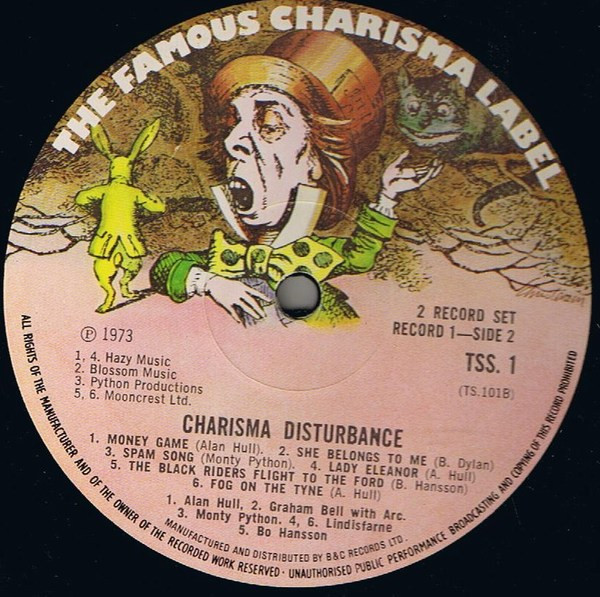 THE FAMOUS CHARISMA LABEL
2 RECORD SET
RECORD 1—SIDE 2
TSS. 1
(TS.101B)
Ⓟ 1973
1, 4. Hazy Music
2. Blossom Music
3. Python Productions
5, 6. Mooncrest Ltd.
CHARISMA DISTURBANCE
1. MONEY GAME (Alan Hull). 2. SHE BELONGS TO ME (B. Dylan)
3. SPAM SONG (Monty Python). 4. LADY ELEANOR (A. Hull)
5. THE BLACK RIDERS FLIGHT TO THE FORD (B. Hansson)
6. FOG ON THE TYNE (A. Hull)
1. Alan Hull, 2. Graham Bell with Arc.
3. Monty Python. 4, 6. Lindisfarne
5. Bo Hansson
MANUFACTURED AND DISTRIBUTED BY B&C RECORDS LTD.
ALL RIGHTS OF THE MANUFACTURER AND OF THE OWNER OF THE RECORDED WORK RESERVED · UNAUTHORISED PUBLIC PERFORMANCE BROADCASTING AND COPYING OF THIS RECORD PROHIBITED